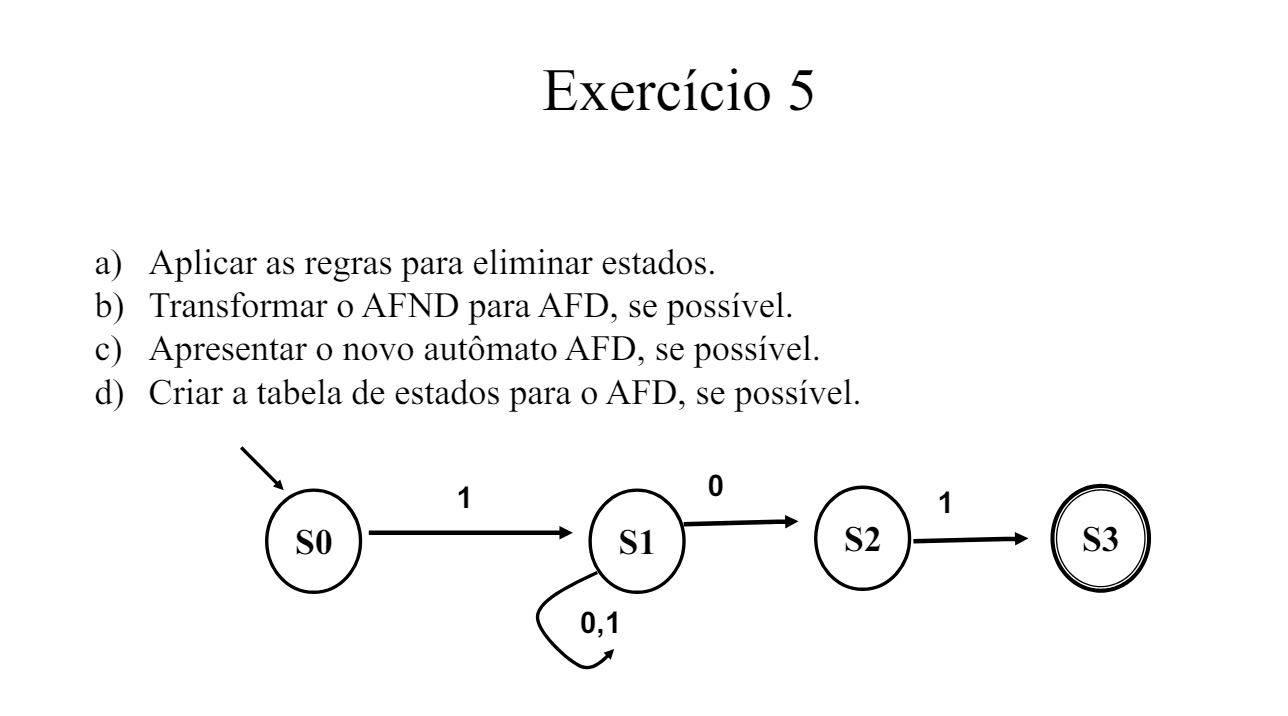 Exercício 5
a) Aplicar as regras para eliminar estados.
b) Transformar o AFND para AFD, se possível.
c) Apresentar o novo autômato AFD, se possível.
d) Criar a tabela de estados para o AFD, se possível.
1
0
1
S0
S1
S2
S3
0,1